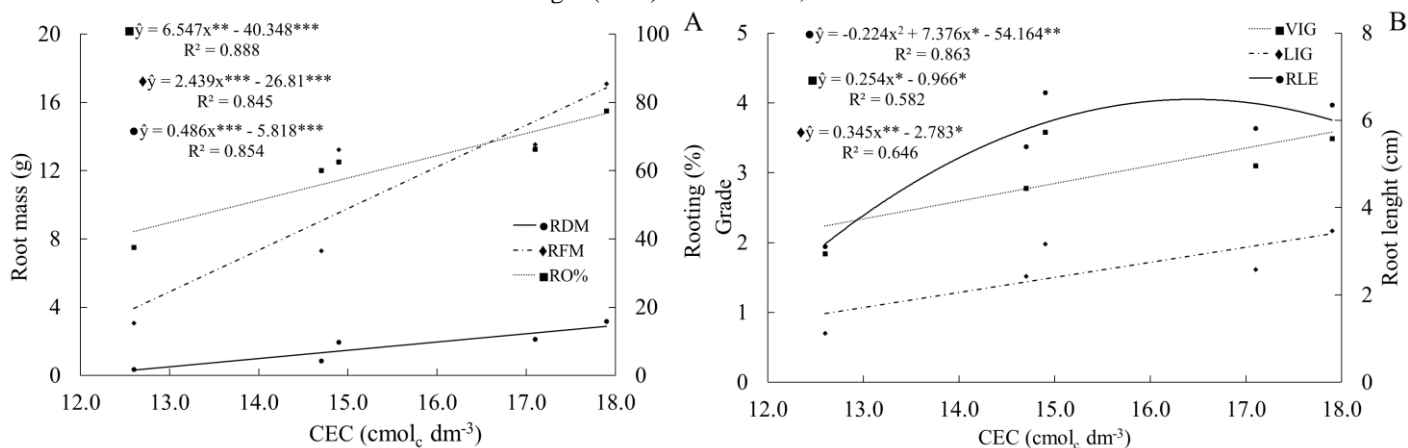 A
ŷ = 6.547x** - 40.348***
R² = 0.888
ŷ = 2.439x*** - 26.81***
R² = 0.845
ŷ = 0.486x*** - 5.818***
R² = 0.854
RDM
RFM
RO%
Root mass (g)
20
16
12
8
4
0
Rooting (%)
100
80
60
40
20
0
12.0 13.0 14.0 15.0 16.0 17.0 18.0
CEC (cmol_c dm⁻³)
B
ŷ = -0.224x² + 7.376x* - 54.164**
R² = 0.863
ŷ = 0.254x* - 0.966*
R² = 0.582
ŷ = 0.345x** - 2.783*
R² = 0.646
VIG
LIG
RLE
Grade
5
4
3
2
1
0
Root lenght (cm)
8
6
4
2
0
12.0 13.0 14.0 15.0 16.0 17.0 18.0
CEC (cmol_c dm⁻³)